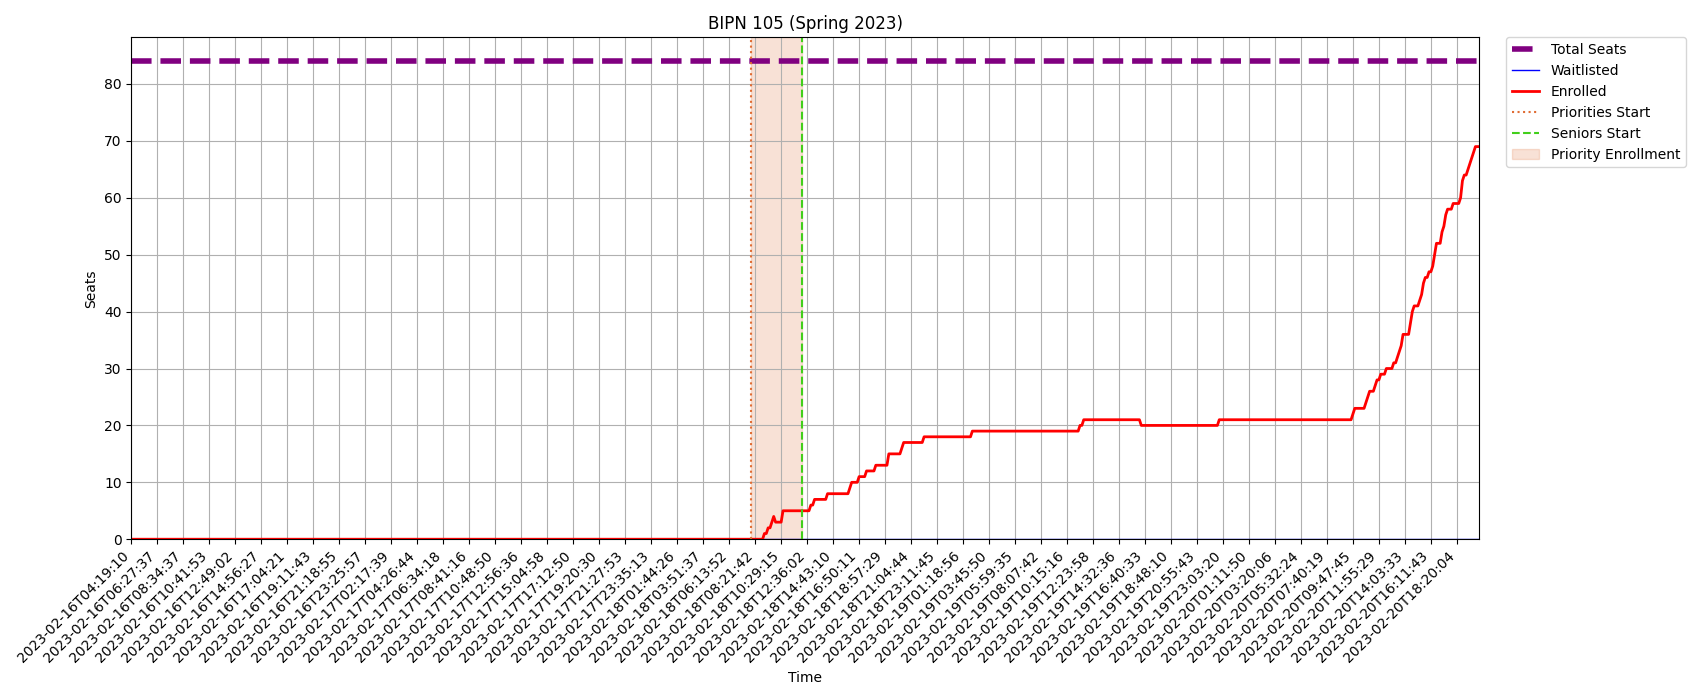 BIPN 105 (Spring 2023)
Total Seats
Waitlisted
Enrolled
Priorities Start
Seniors Start
Priority Enrollment
Seats
80
70
60
50
40
30
20
10
0
2023-02-16T04:19:10
2023-02-16T06:27:37
2023-02-16T08:34:37
2023-02-16T10:41:53
2023-02-16T12:49:02
2023-02-16T14:56:27
2023-02-16T17:04:21
2023-02-16T19:11:43
2023-02-16T21:18:55
2023-02-16T23:25:57
2023-02-17T02:17:39
2023-02-17T04:26:44
2023-02-17T06:34:18
2023-02-17T08:41:16
2023-02-17T10:48:50
2023-02-17T12:56:36
2023-02-17T15:04:58
2023-02-17T17:12:50
2023-02-17T19:20:30
2023-02-17T21:27:53
2023-02-17T23:35:13
2023-02-18T01:44:26
2023-02-18T03:51:37
2023-02-18T06:13:52
2023-02-18T08:21:42
2023-02-18T10:29:15
2023-02-18T12:36:02
2023-02-18T14:43:10
2023-02-18T16:50:11
2023-02-18T18:57:29
2023-02-18T21:04:44
2023-02-18T23:11:45
2023-02-19T01:18:56
2023-02-19T03:45:50
2023-02-19T05:59:35
2023-02-19T08:07:42
2023-02-19T10:15:16
2023-02-19T12:23:58
2023-02-19T14:32:36
2023-02-19T16:40:33
2023-02-19T18:48:10
2023-02-19T20:55:43
2023-02-19T23:03:20
2023-02-20T01:11:50
2023-02-20T03:20:06
2023-02-20T05:32:24
2023-02-20T07:40:19
2023-02-20T09:47:45
2023-02-20T11:55:29
2023-02-20T14:03:33
2023-02-20T16:11:43
2023-02-20T18:20:04
Time